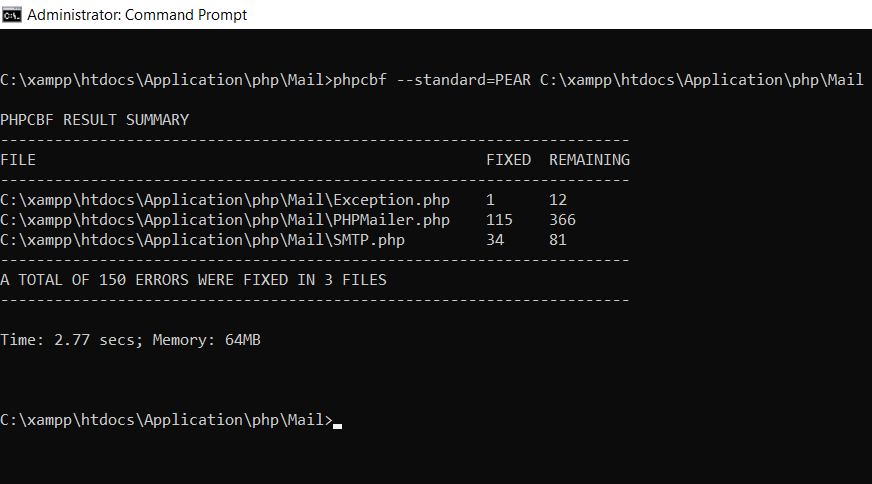 Administrator: Command Prompt
C:\xampp\htdocs\Application\php\Mail>phpcbf --standard=PEAR C:\xampp\htdocs\Application\php\Mail
PHPCBF RESULT SUMMARY
----------------------------------------------------------------------
FILE                                                  FIXED  REMAINING
----------------------------------------------------------------------
C:\xampp\htdocs\Application\php\Mail\Exception.php    1      12
C:\xampp\htdocs\Application\php\Mail\PHPMailer.php    115    366
C:\xampp\htdocs\Application\php\Mail\SMTP.php         34     81
----------------------------------------------------------------------
A TOTAL OF 150 ERRORS WERE FIXED IN 3 FILES
----------------------------------------------------------------------
Time: 2.77 secs; Memory: 64MB
C:\xampp\htdocs\Application\php\Mail>